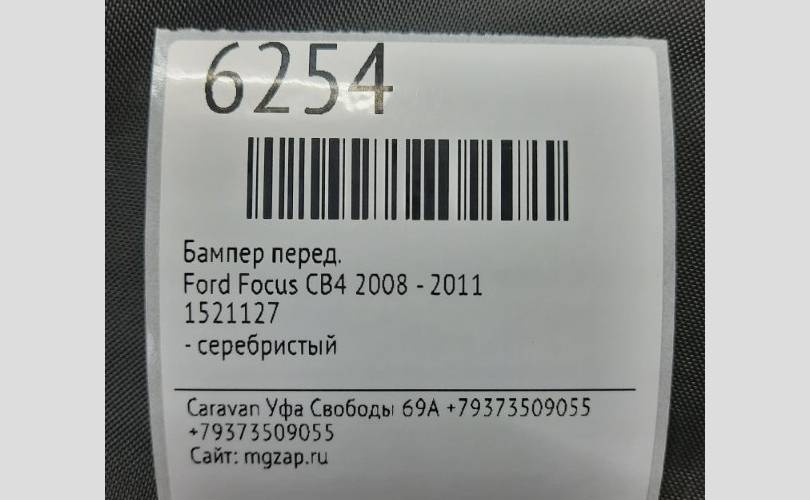 6254
Бампер перед.
Ford Focus CB4 2008 - 2011
1521127
- серебристый
Caravan Уфа Свободы 69А +79373509055
+79373509055
Сайт: mgzap.ru